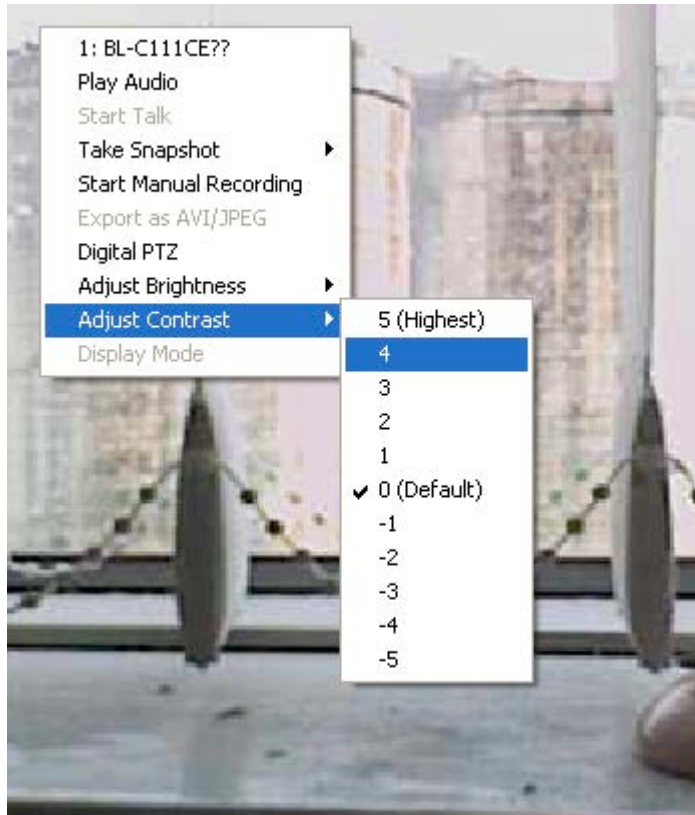 1: BL-C111CE??
Play Audio
Start Talk
Take Snapshot
Start Manual Recording
Export as AVI/JPEG
Digital PTZ
Adjust Brightness
Adjust Contrast
Display Mode
5 (Highest)
4
3
2
1
0 (Default)
-1
-2
-3
-4
-5